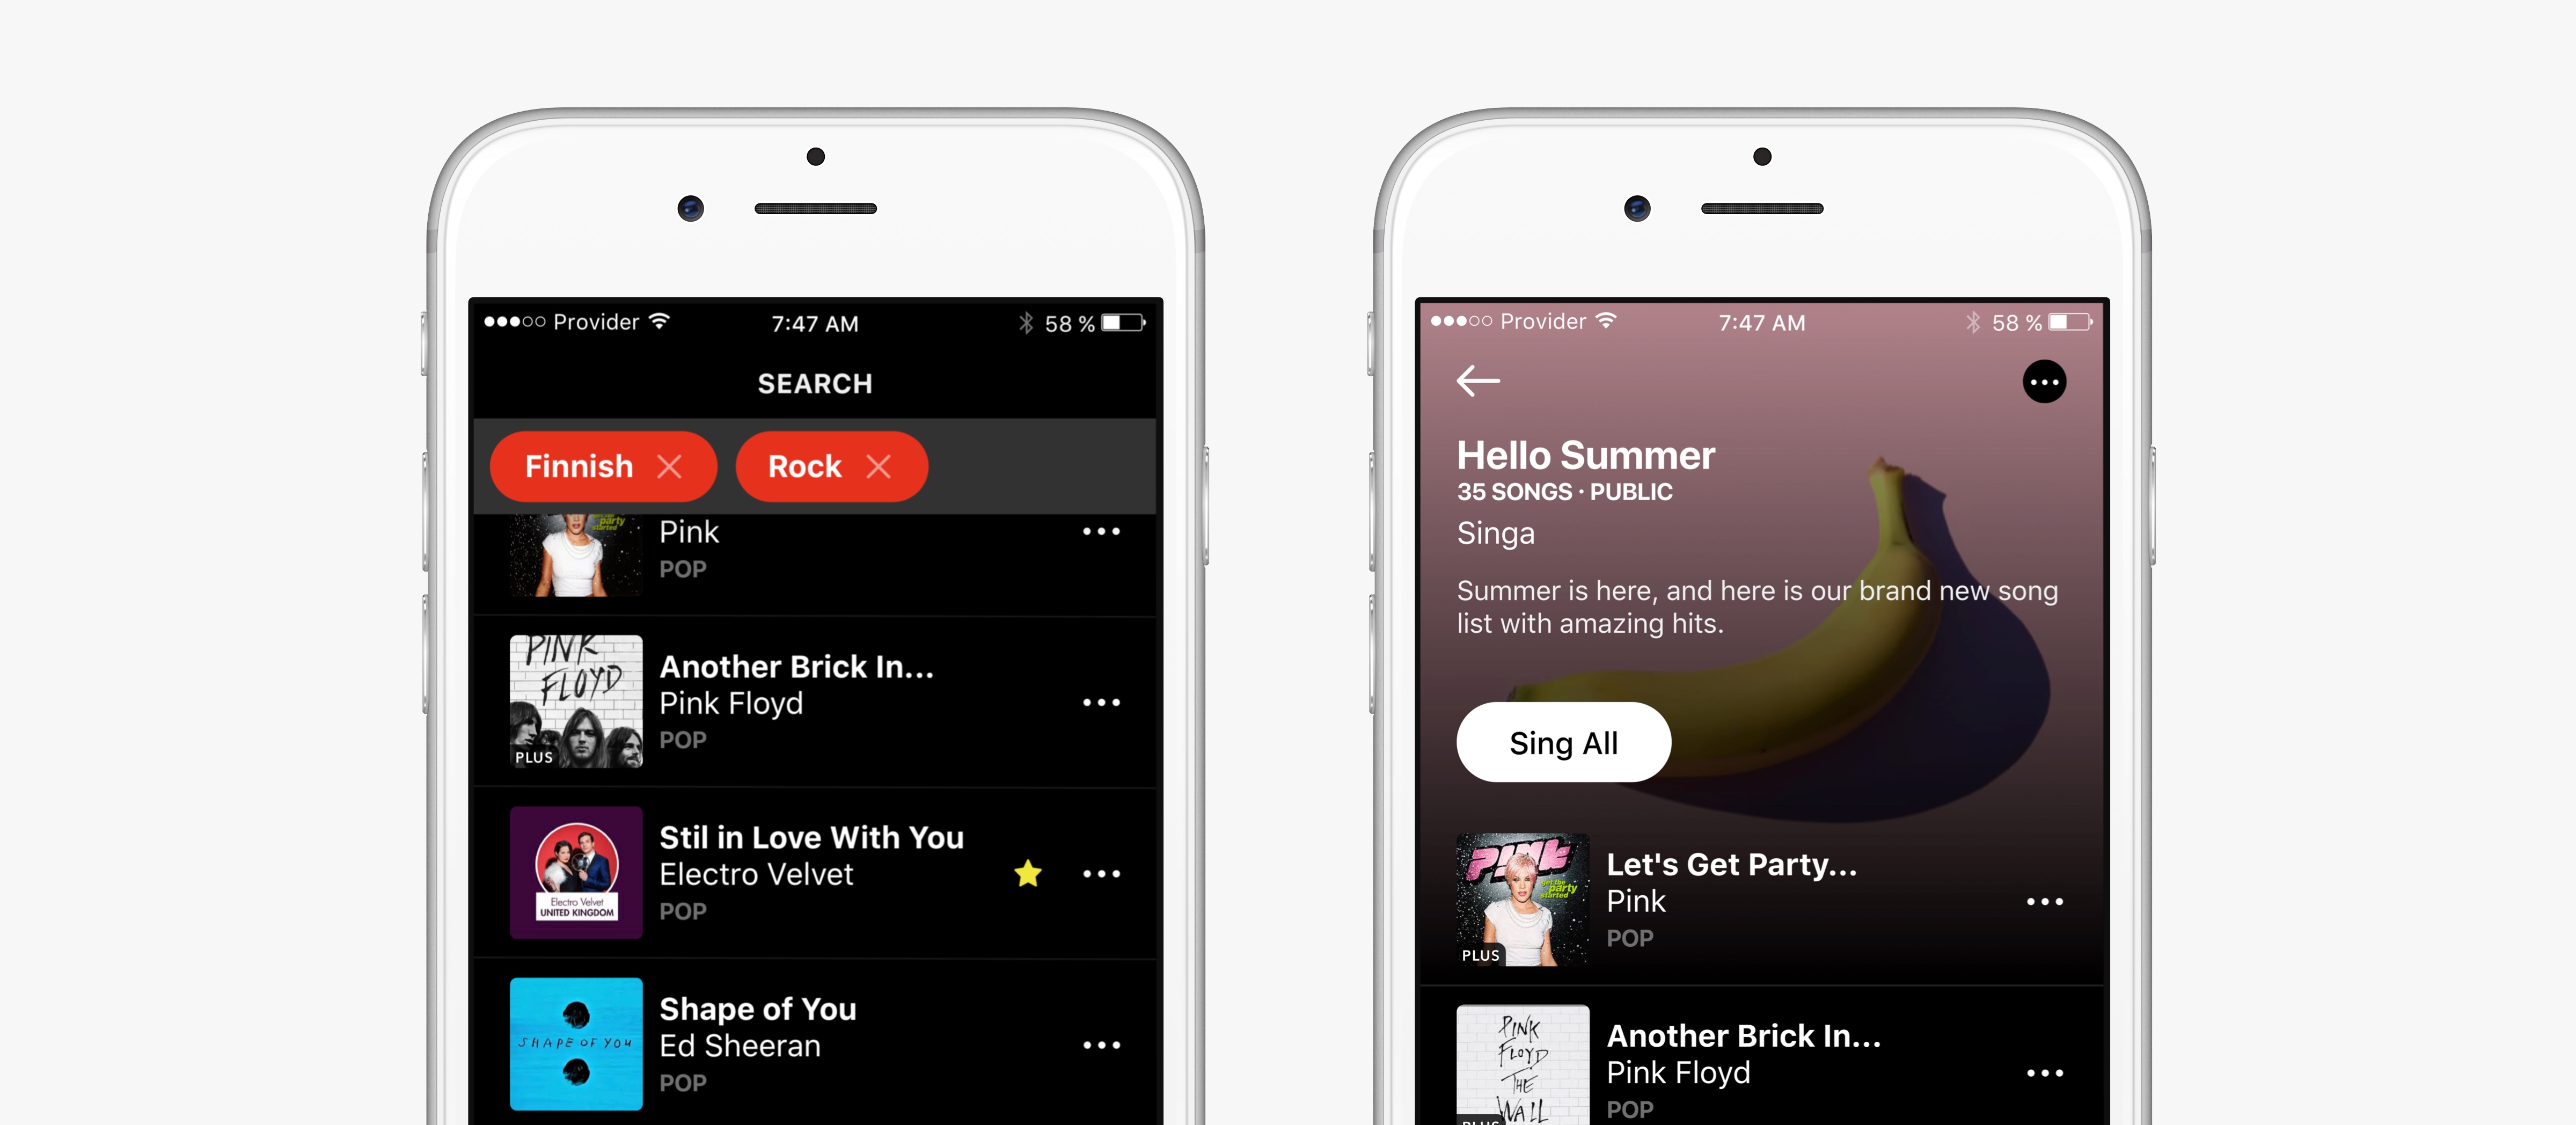 Provider
7:47 AM
58 %
SEARCH
Finnish
Rock
party
started
Pink
POP
PINK
FLOYD
PLUS
Another Brick In...
Pink Floyd
POP
Electro Velvet
UNITED KINGDOM
Stil in Love With You
Electro Velvet
POP
SHAPE OF YOU
Shape of You
Ed Sheeran
POP
Provider
7:47 AM
58 %
Hello Summer
35 SONGS · PUBLIC
Singa
Summer is here, and here is our brand new song
list with amazing hits.
Sing All
P!NK
get the
party
started
PLUS
Let's Get Party...
Pink
POP
PINK
FLOYD
THE
WALL
PLUS
Another Brick In...
Pink Floyd
POP